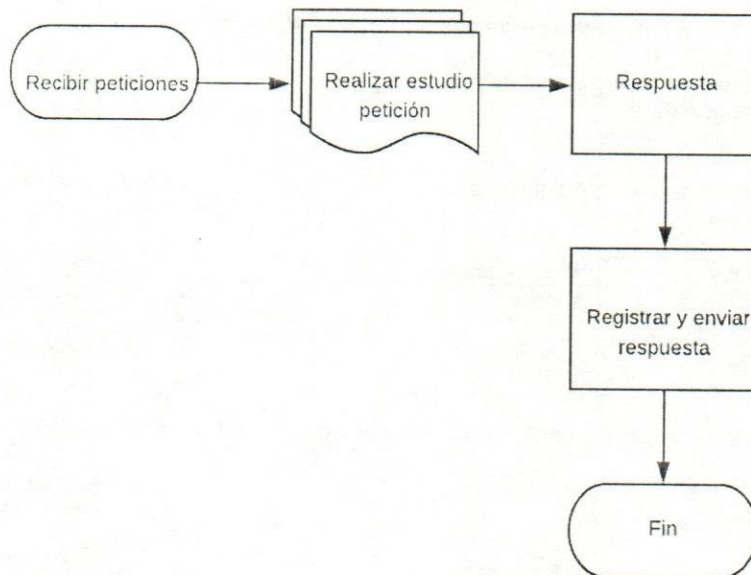 Recibir peticiones
Realizar estudio
petición
Respuesta
Registrar y enviar
respuesta
Fin